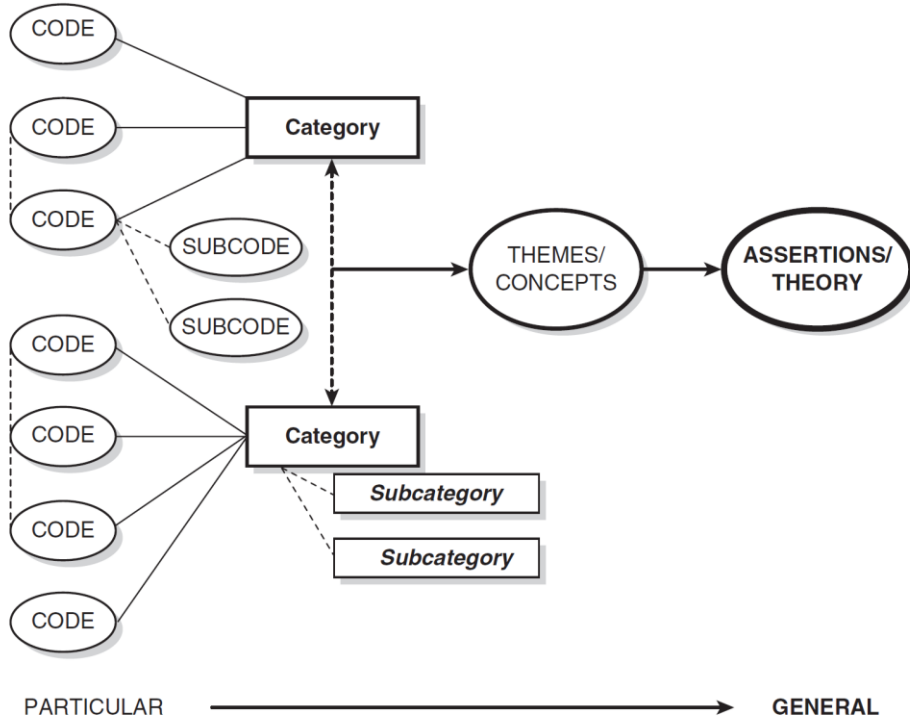 CODE
CODE
CODE
Category
SUBCODE
SUBCODE
THEMES/
CONCEPTS
ASSERTIONS/
THEORY
CODE
CODE
CODE
CODE
Category
Subcategory
Subcategory
PARTICULAR
GENERAL